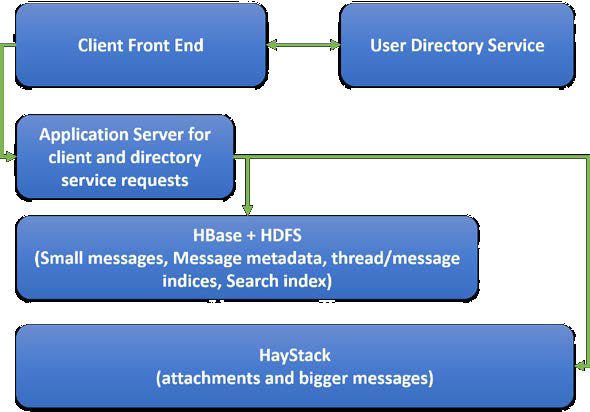 Client Front End
User Directory Service
Application Server for
client and directory
service requests
HBase + HDFS
(Small messages, Message metadata, thread/message
indices, Search index)
HayStack
(attachments and bigger messages)